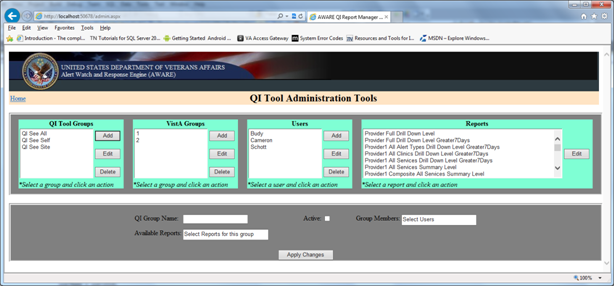 http://localhost:50678/admin.aspx
AWARE QI Report Manager ...
File Edit View Favorites Tools Help
Introduction - The compl... TN Tutorials for SQL Server 20... Getting Started Android ... VA Access Gateway System Error Codes Resources and Tools for I... MSDN – Explore Windows...
UNITED STATES DEPARTMENT OF VETERANS AFFAIRS
Alert Watch and Response Engine (AWARE)
Home
QI Tool Administration Tools
QI Tool Groups
QI See All
QI See Self
QI See Site
Add
Edit
Delete
*Select a group and click an action
VistA Groups
1
2
Add
Edit
Delete
*Select a group and click an action
Users
Budy
Cameron
Schott
Add
Edit
Delete
*Select a user and click an action
Reports
Provider Full Drill Down Level
Provider Full Drill Down Level Greater7Days
Provider1 All Alert Types Drill Down Level Greater7Days
Provider1 All Clinics Drill Down Level Greater7Days
Provider1 All Services Drill Down Level Greater7Days
Provider1 All Services Summary Level
Provider1 Composite All Services Summary Level
Edit
*Select a report and click an action
QI Group Name:
Active:
Group Members: Select Users
Available Reports: Select Reports for this group
Apply Changes
100%